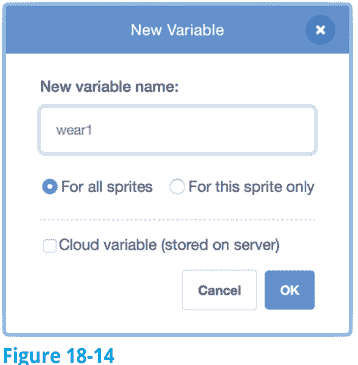 New Variable
New variable name:
wear1
For all sprites For this sprite only
Cloud variable (stored on server)
Cancel OK
Figure 18-14